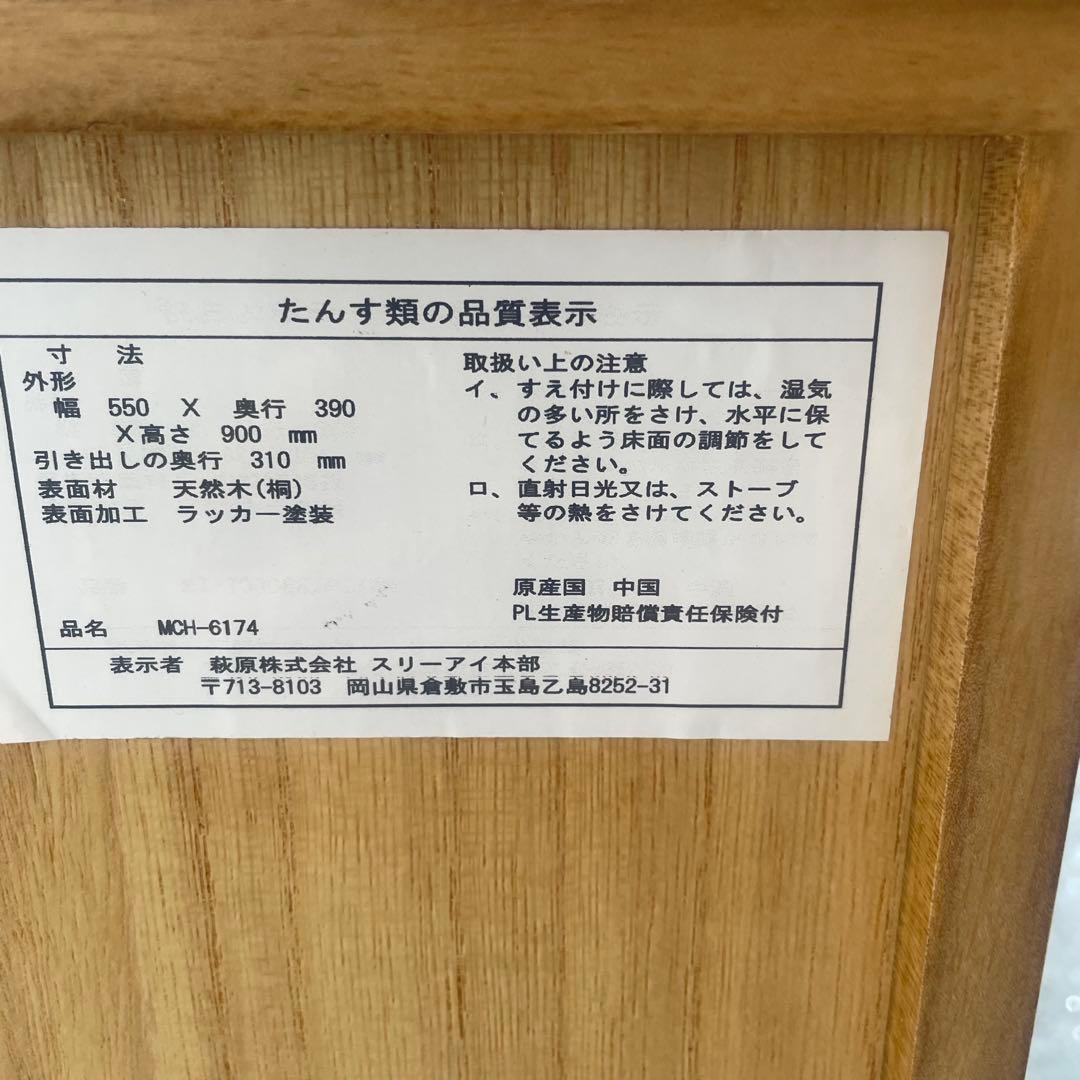 たんす類の品質表示
寸 法
外形
幅 550 X 奥行 390
X高さ 900 mm
引き出しの奥行 310 mm
表面材 天然木(桐)
表面加工 ラッカー塗装
品名 MCH-6174
取扱い上の注意
イ、すえ付けに際しては、湿気
の多い所をさけ、水平に保
てるよう床面の調節をして
ください。
ロ、直射日光又は、ストーブ
等の熱をさけてください。
原産国 中国
PL生産物賠償責任保険付
表示者 萩原株式会社 スリーアイ本部
〒713-8103 岡山県倉敷市玉島乙島8252-31